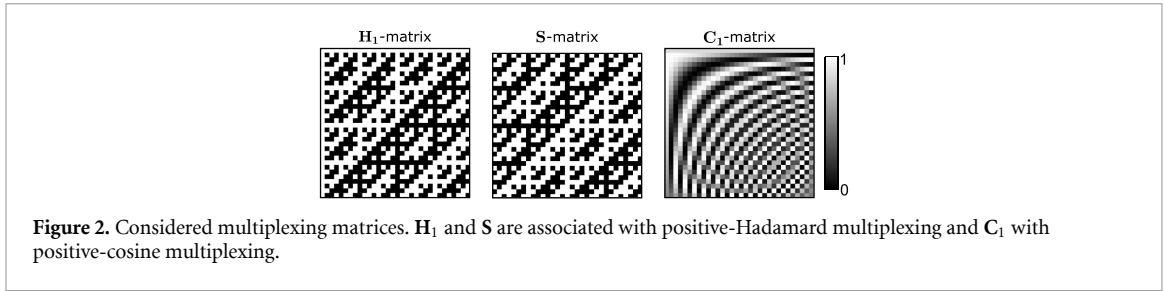 H₁-matrix
S-matrix
C₁-matrix
1
0
Figure 2. Considered multiplexing matrices. H₁ and S are associated with positive-Hadamard multiplexing and C₁ with
positive-cosine multiplexing.